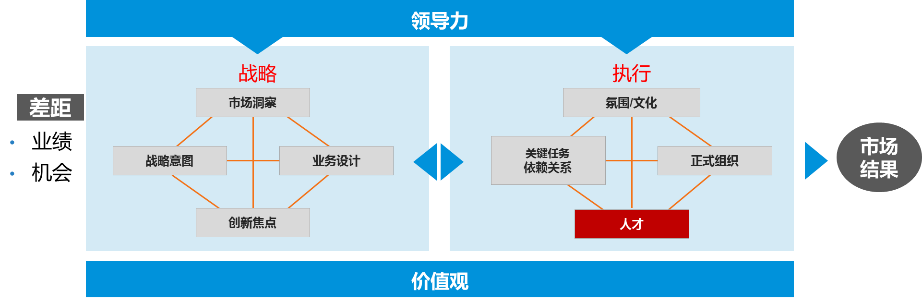 领导力
差距
• 业绩
• 机会
战略
市场洞察
战略意图
业务设计
创新焦点
执行
氛围/文化
关键任务
依赖关系
正式组织
人才
市场
结果
价值观